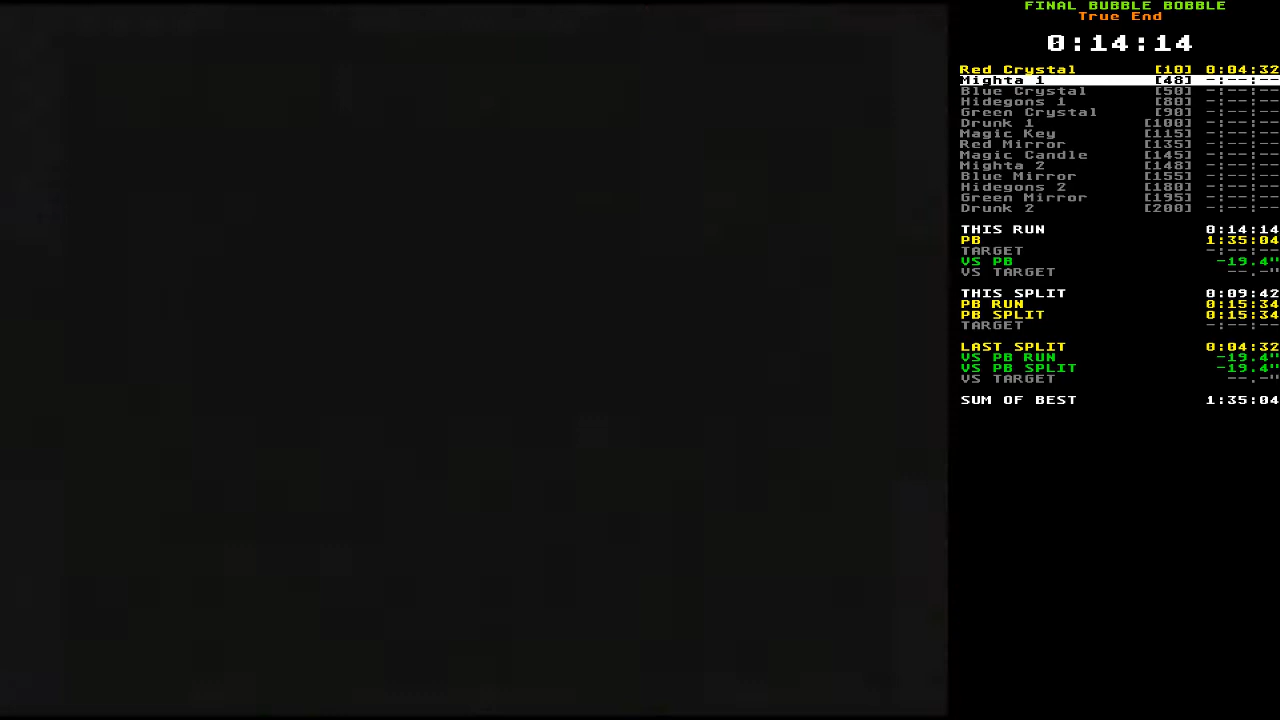 FINAL BUBBLE BOBBLE
True End
0:14:14
Red Crystal [10] 0:04:32
Mighta 1 [48] -:--:--
Blue Crystal [50] -:--:--
Hidegons 1 [80] -:--:--
Green Crystal [90] -:--:--
Drunk 1 [100] -:--:--
Magic Key [115] -:--:--
Red Mirror [135] -:--:--
Magic Candle [145] -:--:--
Mighta 2 [148] -:--:--
Blue Mirror [155] -:--:--
Hidegons 2 [180] -:--:--
Green Mirror [195] -:--:--
Drunk 2 [200] -:--:--
THIS RUN 0:14:14
PB 1:35:04
TARGET -:--:--
VS PB -19.4"
VS TARGET --.-"
THIS SPLIT 0:09:42
PB RUN 0:15:34
PB SPLIT 0:15:34
TARGET -:--:--
LAST SPLIT 0:04:32
VS PB RUN -19.4"
VS PB SPLIT -19.4"
VS TARGET --.-"
SUM OF BEST 1:35:04